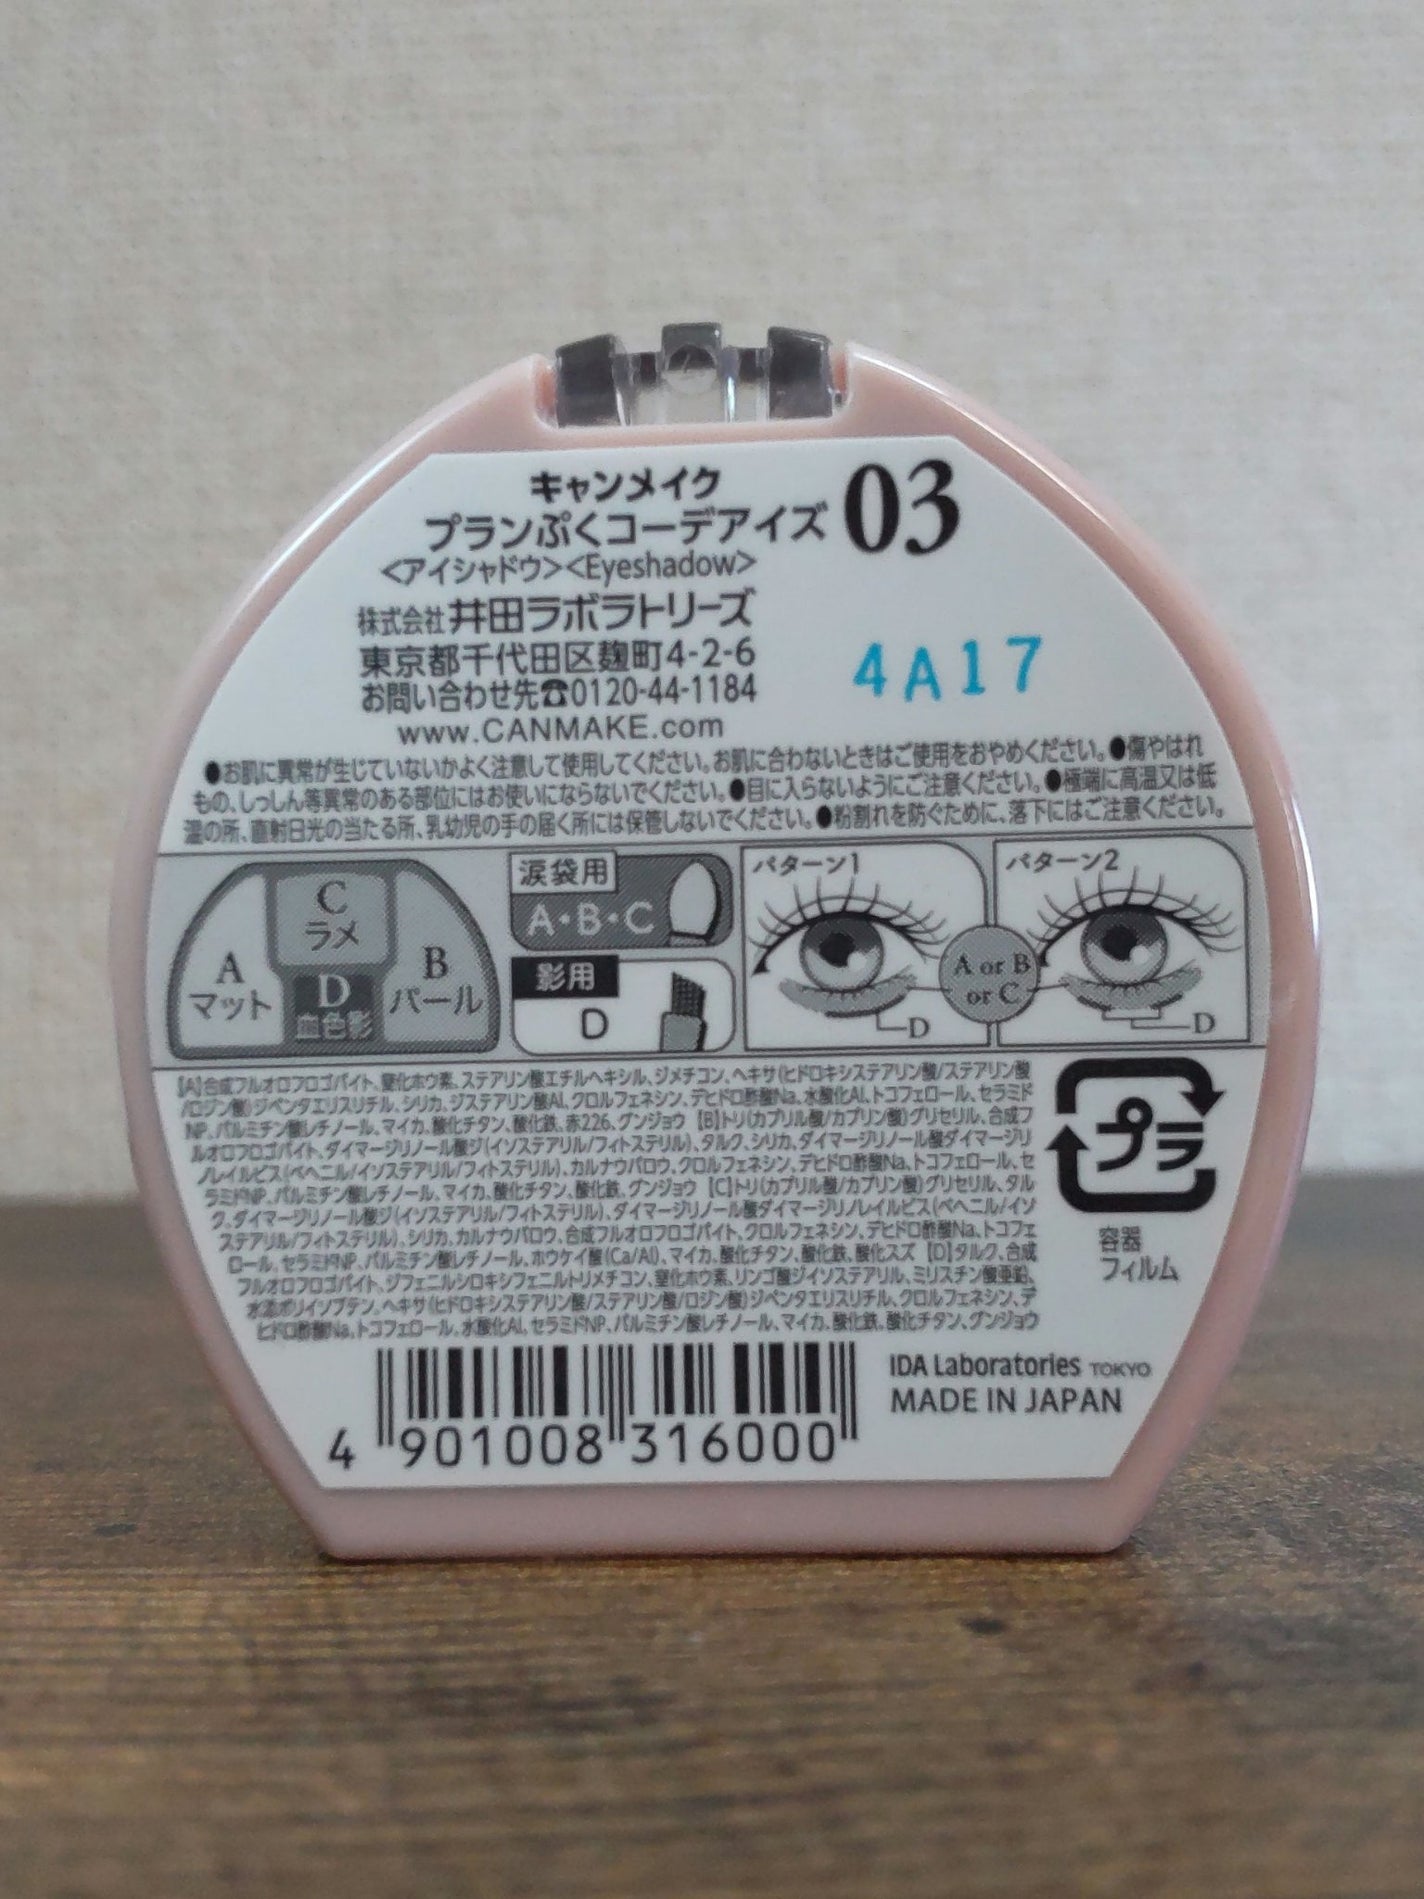 キャンメイク
プランぷくコーデアイズ 03
<アイシャドウ><Eyeshadow>
株式会社 井田ラボラトリーズ
東京都千代田区麹町4-2-6
お問い合わせ先☎0120-44-1184
www.CANMAKE.com
4A17
●お肌に異常が生じていないかよく注意して使用してください。お肌に合わないときはご使用をおやめください。●傷やはれ
もの、しっしん等異常のある部位にはお使いにならないでください。●目に入らないようにご注意ください。●極端に高温又は低
温の所、直射日光の当たる所、乳幼児の手の届く所には保管しないでください。●粉割れを防ぐために、落下にはご注意ください。
A
マット
C
ラメ
D
血色影
B
パール
涙袋用
A・B・C
影用
D
パターン1
D
A or B
or C
パターン2
D
【A】合成フルオロフロゴパイト、窒化ホウ素、ステアリン酸エチルヘキシル、ジメチコン、ヘキサ(ヒドロキシステアリン酸/ステアリン酸
/ロジン酸)ジペンタエリスリチル、シリカ、ジステアリン酸Al、クロルフェネシン、デヒドロ酢酸Na、水酸化Al、トコフェロール、セラミド
NP、パルミチン酸レチノール、マイカ、酸化チタン、酸化鉄、赤226、グンジョウ 【B】トリ(カプリル酸/カプリン酸)グリセリル、合成フ
ルオロフロゴパイト、ダイマージリノール酸ジ(イソステアリル/フィトステリル)、タルク、シリカ、ダイマージリノール酸ダイマージリ
ノレイルビス(ベヘニル/イソステアリル/フィトステリル)、カルナウバロウ、クロルフェネシン、デヒドロ酢酸Na、トコフェロール、セ
ラミドNP、パルミチン酸レチノール、マイカ、酸化チタン、酸化鉄、グンジョウ 【C】トリ(カプリル酸/カプリン酸)グリセリル、タル
ク、ダイマージリノール酸ジ(イソステアリル/フィトステリル)、ダイマージリノール酸ダイマージリノレイルビス(ベヘニル/イソ
ステアリル/フィトステリル)、シリカ、カルナウバロウ、合成フルオロフロゴパイト、クロルフェネシン、デヒドロ酢酸Na、トコフェ
ロール、セラミドNP、パルミチン酸レチノール、ホウケイ酸(Ca/Al)、マイカ、酸化チタン、酸化鉄、酸化スズ 【D】タルク、合成
フルオロフロゴパイト、ジフェニルシロキシフェニルトリメチコン、窒化ホウ素、リンゴ酸ジイソステアリル、ミリスチン酸亜鉛、
水添ポリイソブテン、ヘキサ(ヒドロキシステアリン酸/ステアリン酸/ロジン酸)ジペンタエリスリチル、クロルフェネシン、デ
ヒドロ酢酸Na、トコフェロール、水酸化Al、セラミドNP、パルミチン酸レチノール、マイカ、酸化鉄、酸化チタン、グンジョウ
プラ
容器
フィルム
4 901008 316000
IDA Laboratories TOKYO
MADE IN JAPAN